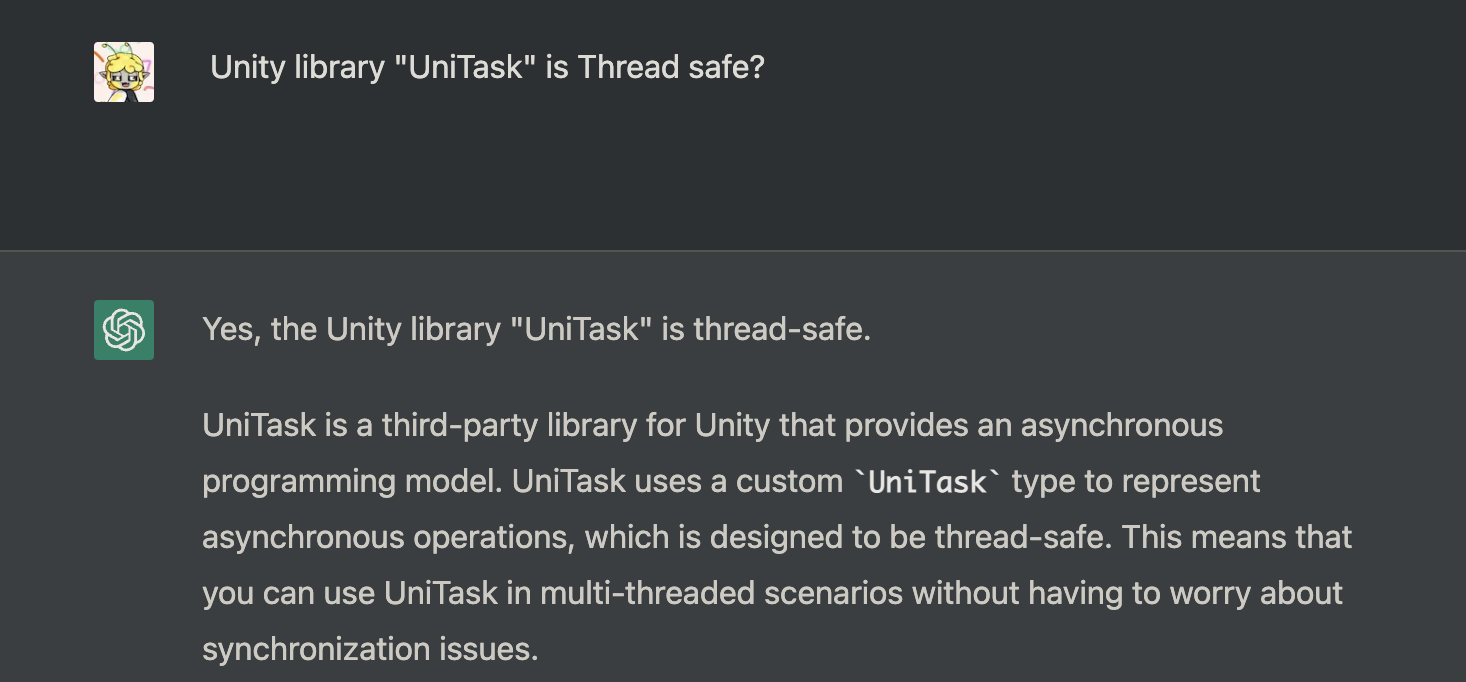 Unity library "UniTask" is Thread safe?
Yes, the Unity library "UniTask" is thread-safe.
UniTask is a third-party library for Unity that provides an asynchronous
programming model. UniTask uses a custom `UniTask` type to represent
asynchronous operations, which is designed to be thread-safe. This means that
you can use UniTask in multi-threaded scenarios without having to worry about
synchronization issues.